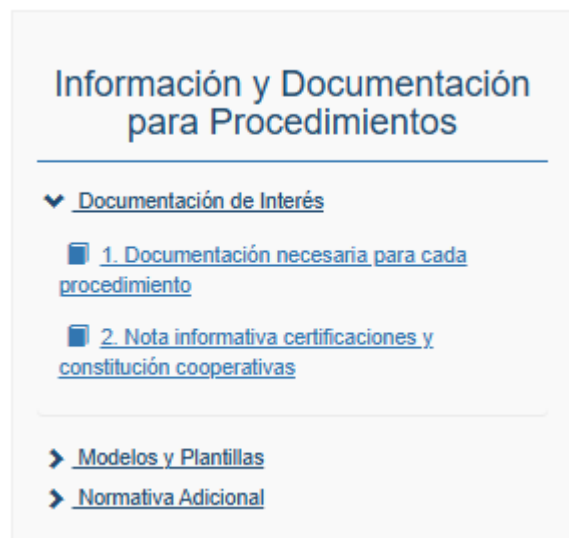 Información y Documentación
para Procedimientos
Documentación de Interés
1. Documentación necesaria para cada
procedimiento
2. Nota informativa certificaciones y
constitución cooperativas
Modelos y Plantillas
Normativa Adicional